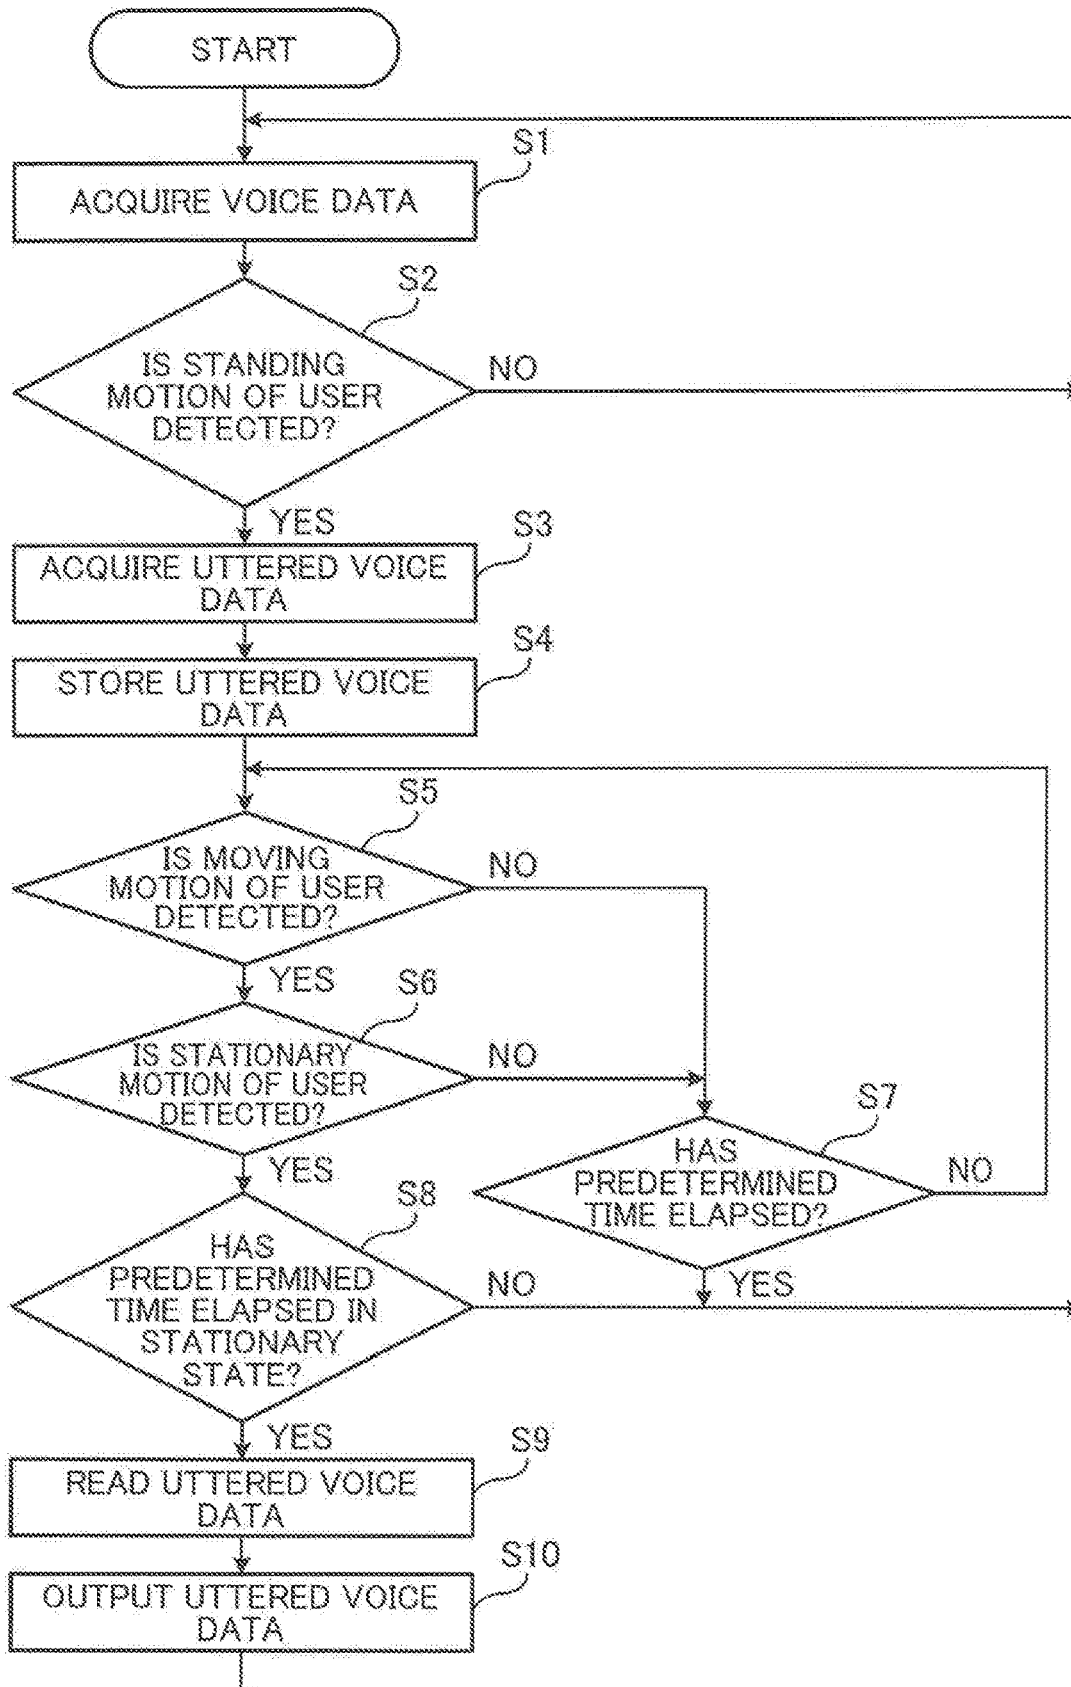 START
S1
ACQUIRE VOICE DATA
S2
IS STANDING
MOTION OF USER
DETECTED?
NO
YES
S3
ACQUIRE UTTERED VOICE
DATA
S4
STORE UTTERED VOICE
DATA
S5
IS MOVING
MOTION OF USER
DETECTED?
NO
YES
S6
IS STATIONARY
MOTION OF USER
DETECTED?
NO
YES
S7
HAS
PREDETERMINED
TIME ELAPSED?
NO
YES
S8
HAS
PREDETERMINED
TIME ELAPSED IN
STATIONARY
STATE?
NO
YES
S9
READ UTTERED VOICE
DATA
S10
OUTPUT UTTERED VOICE
DATA